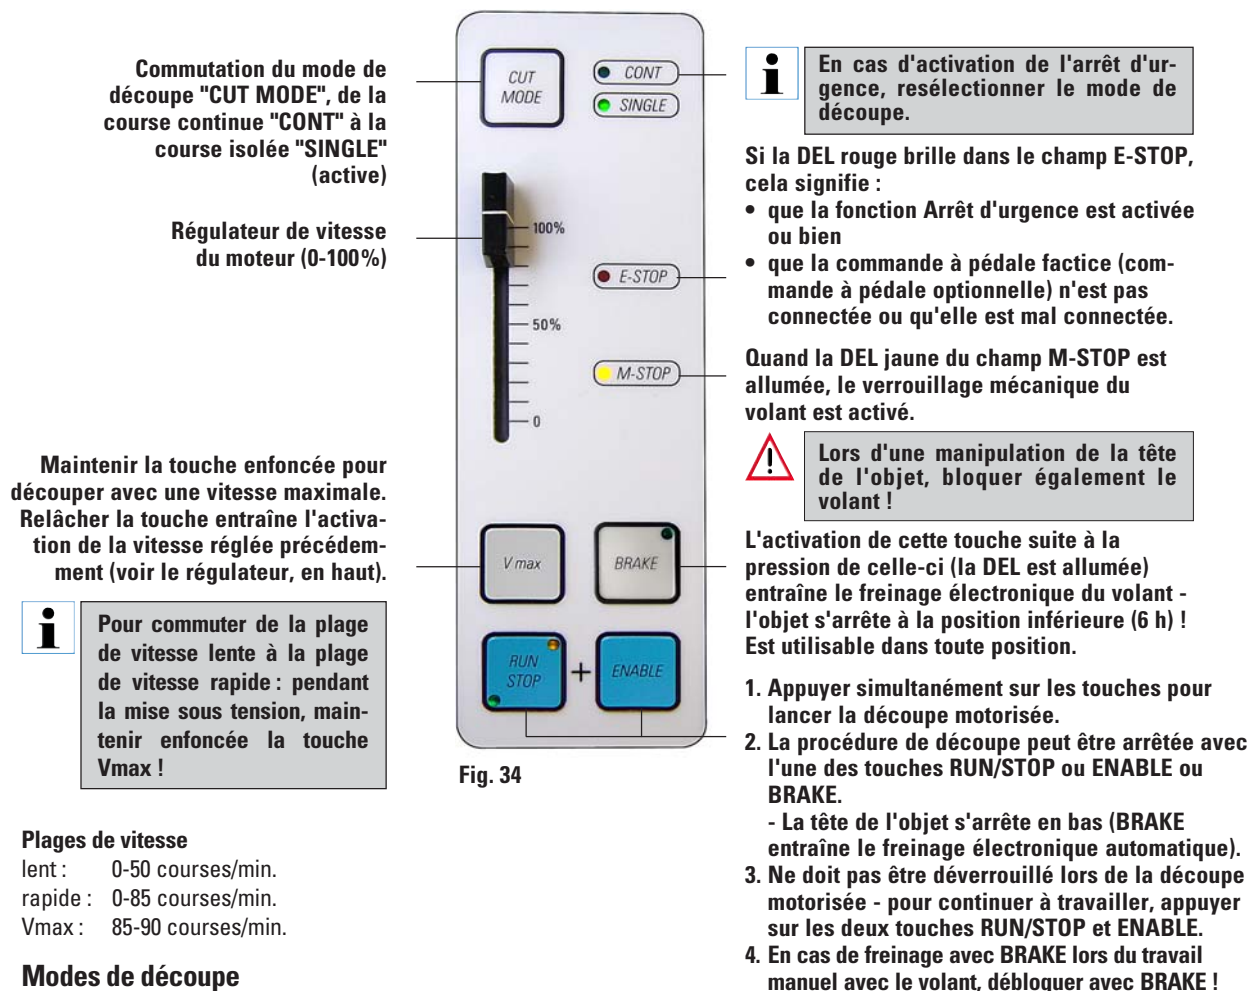 Commutation du mode de
découpe "CUT MODE", de la
course continue "CONT" à la
course isolée "SINGLE"
(active)
Régulateur de vitesse
du moteur (0-100%)
Maintenir la touche enfoncée pour
découper avec une vitesse maximale.
Relâcher la touche entraîne l'activa-
tion de la vitesse réglée précédem-
ment (voir le régulateur, en haut).
i
Pour commuter de la plage
de vitesse lente à la plage
de vitesse rapide : pendant
la mise sous tension, main-
tenir enfoncée la touche
Vmax !
Plages de vitesse
lent : 0-50 courses/min.
rapide : 0-85 courses/min.
Vmax : 85-90 courses/min.
Modes de découpe
CUT
MODE
CONT
SINGLE
100%
E-STOP
50%
M-STOP
0
V max
BRAKE
RUN
STOP
+
ENABLE
Fig. 34
i
En cas d'activation de l'arrêt d'ur-
gence, resélectionner le mode de
découpe.
Si la DEL rouge brille dans le champ E-STOP,
cela signifie :
• que la fonction Arrêt d'urgence est activée
ou bien
• que la commande à pédale factice (com-
mande à pédale optionnelle) n'est pas
connectée ou qu'elle est mal connectée.
Quand la DEL jaune du champ M-STOP est
allumée, le verrouillage mécanique du
volant est activé.
!
Lors d'une manipulation de la tête
de l'objet, bloquer également le
volant !
L'activation de cette touche suite à la
pression de celle-ci (la DEL est allumée)
entraîne le freinage électronique du volant -
l'objet s'arrête à la position inférieure (6 h) !
Est utilisable dans toute position.
1. Appuyer simultanément sur les touches pour
lancer la découpe motorisée.
2. La procédure de découpe peut être arrêtée avec
l'une des touches RUN/STOP ou ENABLE ou
BRAKE.
- La tête de l'objet s'arrête en bas (BRAKE
entraîne le freinage électronique automatique).
3. Ne doit pas être déverrouillé lors de la découpe
motorisée - pour continuer à travailler, appuyer
sur les deux touches RUN/STOP et ENABLE.
4. En cas de freinage avec BRAKE lors du travail
manuel avec le volant, débloquer avec BRAKE !